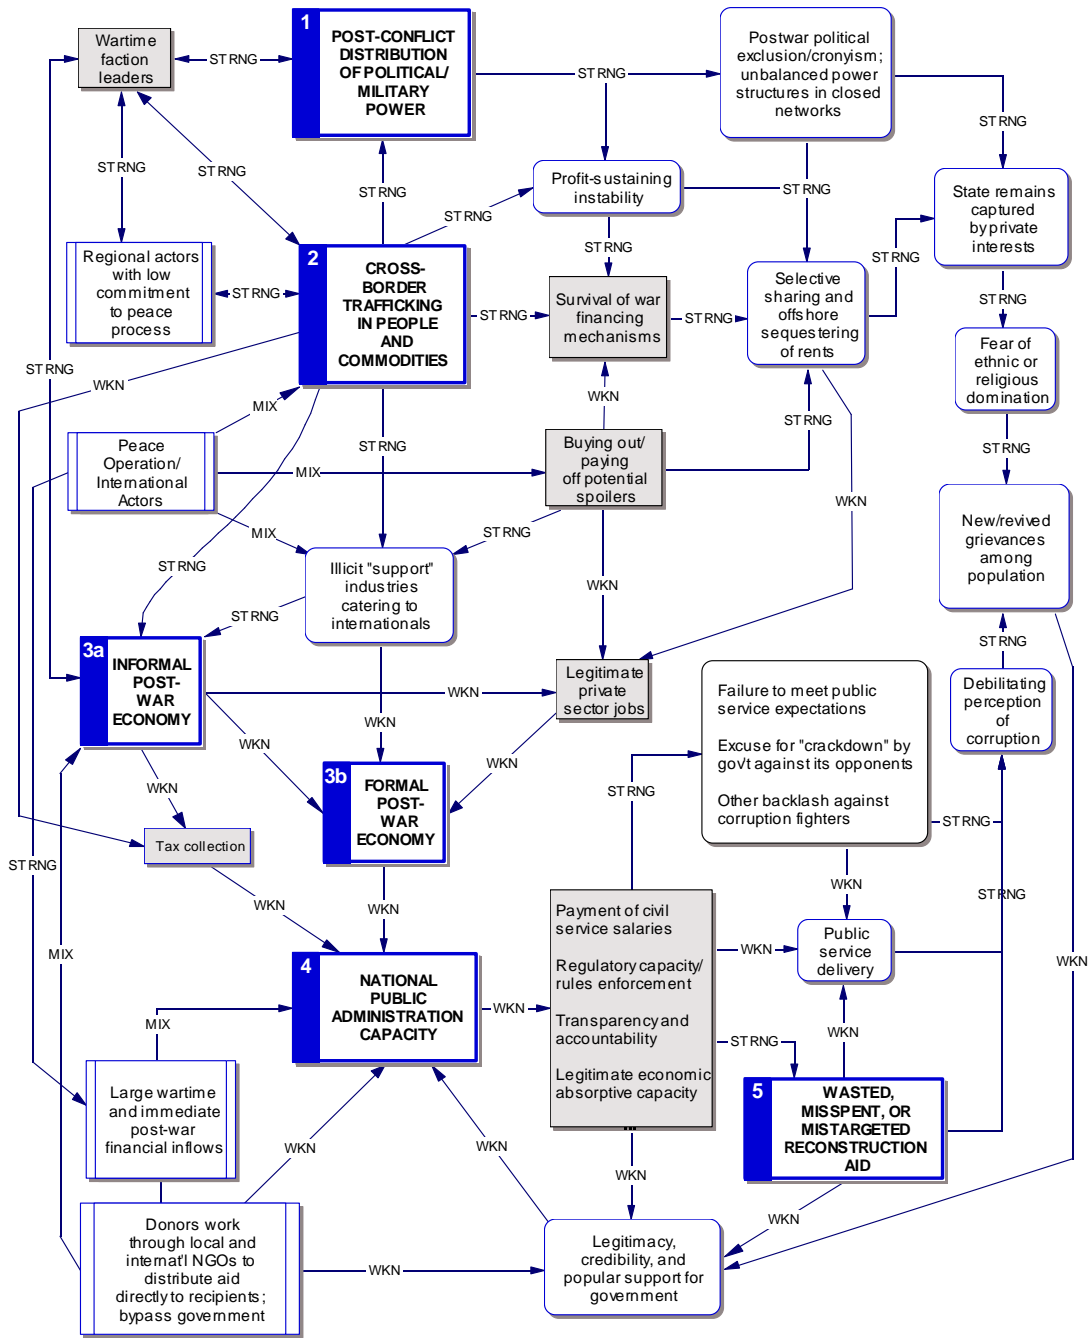 Wartime
faction
leaders
STRNG
1
POST-CONFLICT
DISTRIBUTION
OF POLITICAL/
MILITARY
POWER
STRNG
Postwar political
exclusion/cronyism;
unbalanced power
structures in closed
networks
STRNG
STRNG
STRNG
STRNG
Profit-sustaining
instability
STRNG
STRNG
State remains
captured
by private
interests
Regional actors
with low
commitment
to peace
process
STRNG
2
CROSS-
BORDER
TRAFFICKING
IN PEOPLE
AND
COMMODITIES
STRNG
STRNG
Survival of war
financing
mechanisms
STRNG
Selective
sharing and
offshore
sequestering
of rents
STRNG
STRNG
Fear of
ethnic or
religious
domination
STRNG
WKN
MIX
WKN
STRNG
STRNG
STRNG
Peace
Operation/
International
Actors
MIX
Buying out/
paying
off potential
spoilers
WKN
New/revived
grievances
among
population
MIX
STRNG
STRNG
Illicit "support"
industries
catering to
internationals
WKN
STRNG
STRNG
3a
INFORMAL
POST-
WAR
ECONOMY
WKN
Legitimate
private
sector jobs
Failure to meet public
service expectations
Excuse for "crackdown" by
gov't against its opponents
Other backlash against
corruption fighters
Debilitating
perception
of
corruption
WKN
WKN
WKN
3b
FORMAL
POST-
WAR
ECONOMY
WKN
STRNG
STRNG
Tax collection
STRNG
WKN
WKN
WKN
STRNG
Payment of civil
service salaries
Regulatory capacity/
rules enforcement
Transparency and
accountability
Legitimate economic
absorptive capacity
...
WKN
Public
service
delivery
WKN
MIX
4
NATIONAL
PUBLIC
ADMINISTRATION
CAPACITY
WKN
MIX
WKN
STRNG
5
WASTED,
MISSPENT, OR
MISTARGETED
RECONSTRUCTION
AID
Large wartime
and immediate
post-war
financial inflows
WKN
WKN
WKN
WKN
Donors work
through local and
internat'l NGOs to
distribute aid
directly to recipients;
bypass government
WKN
Legitimacy,
credibility, and
popular support for
government